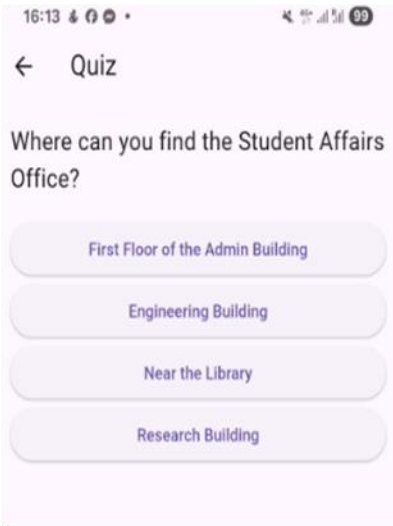 16:13
99
← Quiz
Where can you find the Student Affairs
Office?
First Floor of the Admin Building
Engineering Building
Near the Library
Research Building